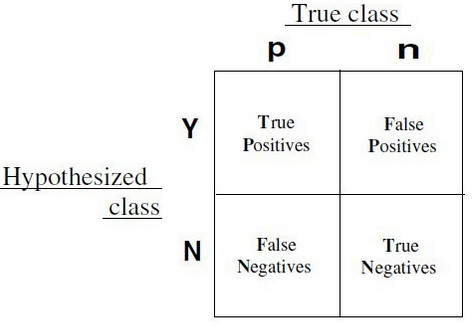 True class
p n
Y
True
Positives
False
Positives
Hypothesized
class
N
False
Negatives
True
Negatives